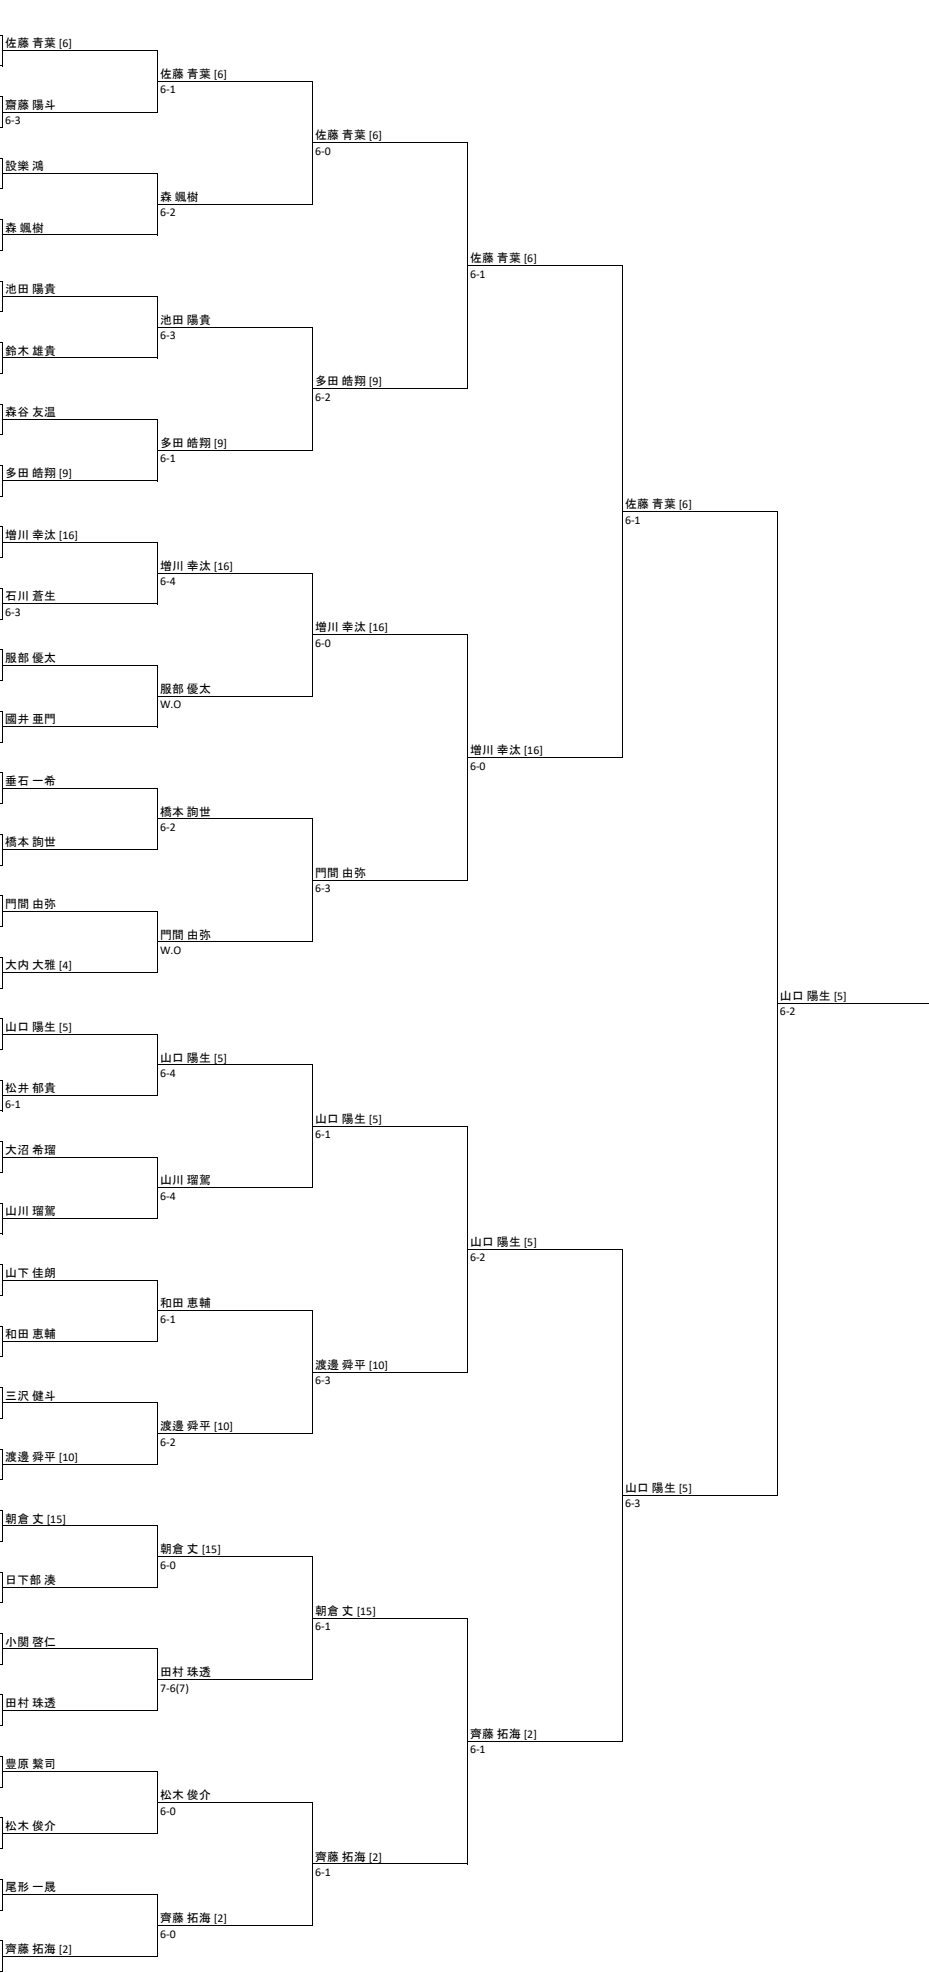 佐藤 青葉 [6]
佐藤 青葉 [6]
6-1
齋藤 陽斗
6-3
佐藤 青葉 [6]
6-0
設樂 鴻
森 颯樹
6-2
森 颯樹
佐藤 青葉 [6]
6-1
池田 陽貴
池田 陽貴
6-3
鈴木 雄貴
多田 皓翔 [9]
6-2
森谷 友温
多田 皓翔 [9]
6-1
多田 皓翔 [9]
佐藤 青葉 [6]
6-1
増川 幸汰 [16]
増川 幸汰 [16]
6-4
石川 蒼生
6-3
増川 幸汰 [16]
6-0
服部 優太
服部 優太
W.O
國井 亜門
増川 幸汰 [16]
6-0
垂石 一希
橋本 詢世
6-2
橋本 詢世
門間 由弥
6-3
門間 由弥
門間 由弥
W.O
大内 大雅 [4]
山口 陽生 [5]
6-2
山口 陽生 [5]
山口 陽生 [5]
6-4
松井 郁貴
6-1
山口 陽生 [5]
6-1
大沼 希瑠
山川 瑠駕
6-4
山川 瑠駕
山口 陽生 [5]
6-2
山下 佳朗
和田 恵輔
6-1
和田 恵輔
渡邊 舜平 [10]
6-3
三沢 健斗
渡邊 舜平 [10]
6-2
渡邊 舜平 [10]
山口 陽生 [5]
6-3
朝倉 丈 [15]
朝倉 丈 [15]
6-0
日下部 湊
朝倉 丈 [15]
6-1
小関 啓仁
田村 珠透
7-6(7)
田村 珠透
齊藤 拓海 [2]
6-1
豊原 繋司
松木 俊介
6-0
松木 俊介
齊藤 拓海 [2]
6-1
尾形 一晟
齊藤 拓海 [2]
6-0
齊藤 拓海 [2]